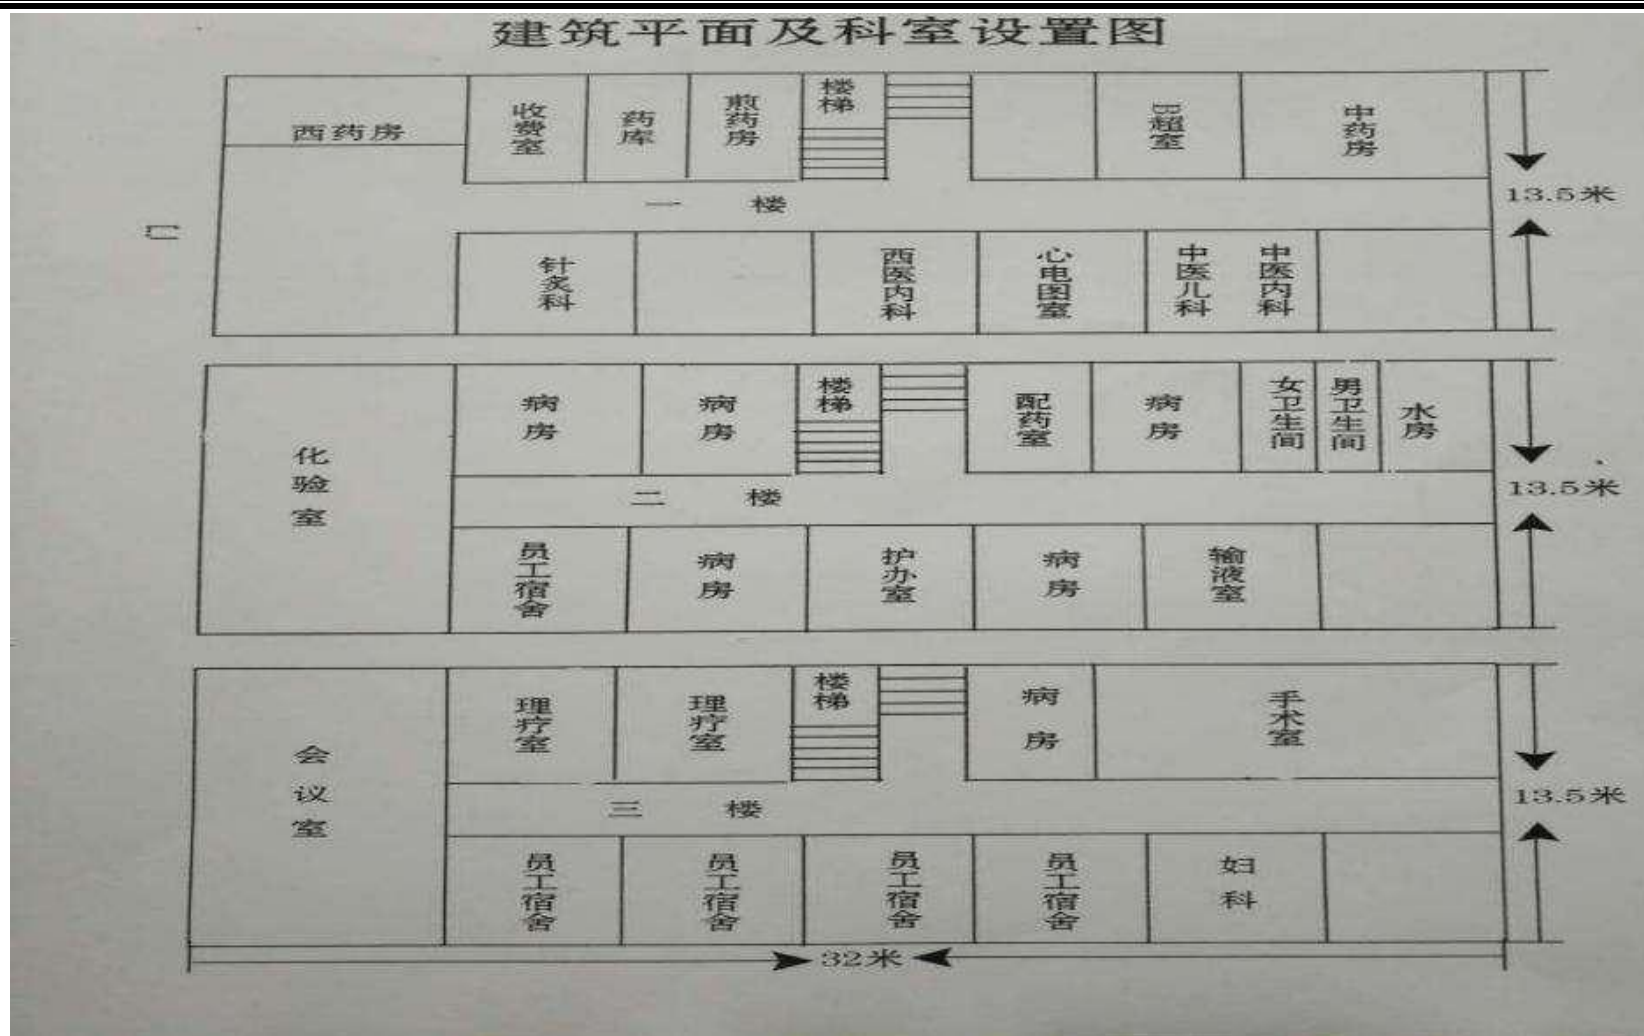 建筑平面及科室设置图
西药房
收费室
药库
煎药房
楼梯
B超室
中药房
13.5米
一 楼
针灸科
西医内科
心电图室
中医儿科
中医内科
化验室
病房
病房
楼梯
配药室
病房
女卫生间
男卫生间
水房
13.5米
二 楼
员工宿舍
病房
护办室
病房
输液室
会议室
理疗室
理疗室
楼梯
病房
手术室
13.5米
三 楼
员工宿舍
员工宿舍
员工宿舍
员工宿舍
妇科
32米